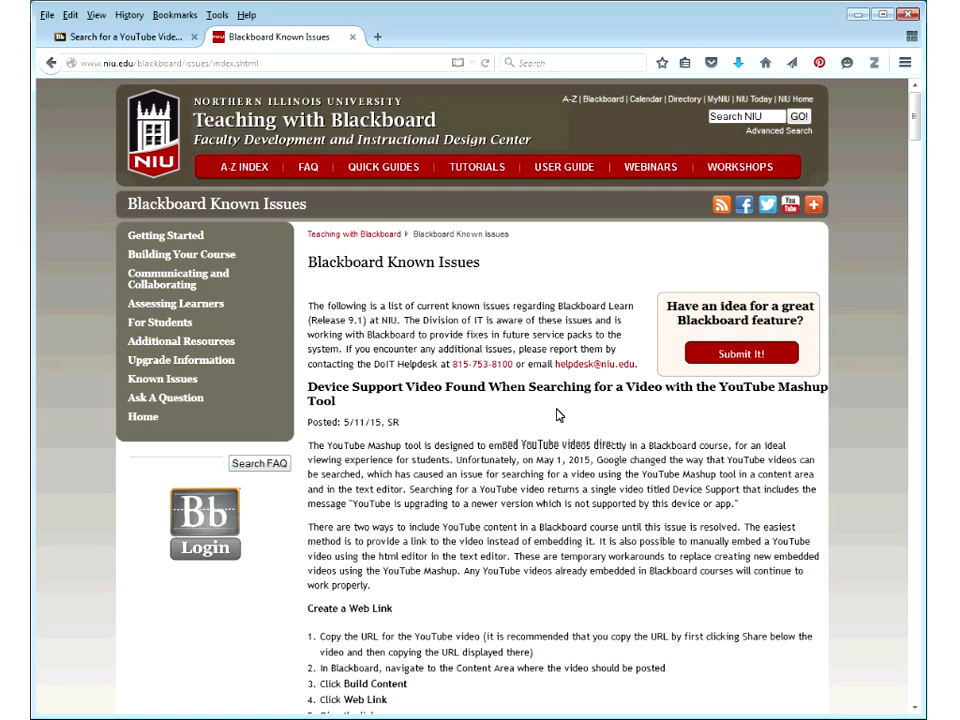 File Edit View History Bookmarks Tools Help
Bb Search for a YouTube Vide... × NIU Blackboard Known Issues × +
www.niu.edu/blackboard/issues/index.shtml Search
NORTHERN ILLINOIS UNIVERSITY
Teaching with Blackboard
Faculty Development and Instructional Design Center
NIU
A-Z | Blackboard | Calendar | Directory | MyNIU | NIU Today | NIU Home
Search NIU GO!
Advanced Search
A-Z INDEX | FAQ | QUICK GUIDES | TUTORIALS | USER GUIDE | WEBINARS | WORKSHOPS
Blackboard Known Issues
You Tube
Getting Started
Building Your Course
Communicating and
Collaborating
Assessing Learners
For Students
Additional Resources
Upgrade Information
Known Issues
Ask A Question
Home
Search FAQ
Bb
Login
Teaching with Blackboard Blackboard Known Issues
Blackboard Known Issues
The following is a list of current known issues regarding Blackboard Learn
(Release 9.1) at NIU. The Division of IT is aware of these issues and is
working with Blackboard to provide fixes in future service packs to the
system. If you encounter any additional issues, please report them by
contacting the DoIT Helpdesk at 815-753-8100 or email helpdesk@niu.edu.
Have an idea for a great
Blackboard feature?
Submit It!
Device Support Video Found When Searching for a Video with the YouTube Mashup
Tool
Posted: 5/11/15, SR
The YouTube Mashup tool is designed to embed YouTube videos directly in a Blackboard course, for an ideal
viewing experience for students. Unfortunately, on May 1, 2015, Google changed the way that YouTube videos can
be searched, which has caused an issue for searching for a video using the YouTube Mashup tool in a content area
and in the text editor. Searching for a YouTube video returns a single video titled Device Support that includes the
message "YouTube is upgrading to a newer version which is not supported by this device or app."
There are two ways to include YouTube content in a Blackboard course until this issue is resolved. The easiest
method is to provide a link to the video instead of embedding it. It is also possible to manually embed a YouTube
video using the html editor in the text editor. These are temporary workarounds to replace creating new embedded
videos using the YouTube Mashup. Any YouTube videos already embedded in Blackboard courses will continue to
work properly.
Create a Web Link
1. Copy the URL for the YouTube video (it is recommended that you copy the URL by first clicking Share below the
video and then copying the URL displayed there)
2. In Blackboard, navigate to the Content Area where the video should be posted
3. Click Build Content
4. Click Web Link